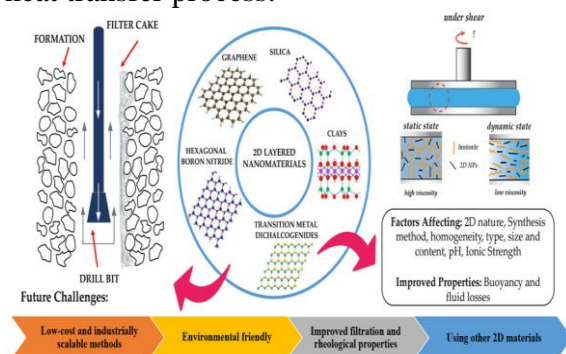 heat transfer process.
FORMATION
FILTER CAKE
DRILL BIT
GRAPHENE
SILICA
HEXAGONAL
BORON NITRIDE
2D LAYERED
NANOMATERIALS
CLAYS
TRANSITION METAL
DICHALCOGENIDES
under shear
static state
dynamic state
bentonite
2D NPs
high viscosity
low viscosity
Factors Affecting: 2D nature, Synthesis
method, homogeneity, type, size and
content, pH, Ionic Strength
Improved Properties: Buoyancy and
fluid losses
Future Challenges:
Low-cost and industrially
scalable methods
Environmental friendly
Improved filtration and
rheological properties
Using other 2D materials